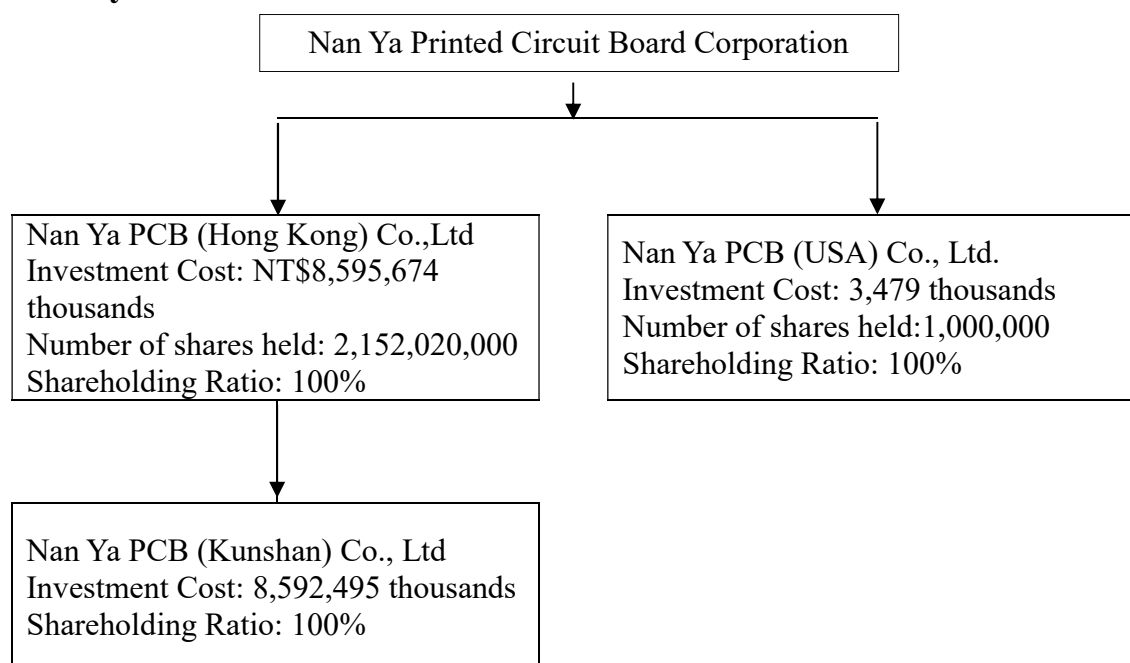 Nan Ya Printed Circuit Board Corporation
Nan Ya PCB (Hong Kong) Co.,Ltd
Investment Cost: NT$8,595,674
thousands
Number of shares held: 2,152,020,000
Shareholding Ratio: 100%
Nan Ya PCB (USA) Co., Ltd.
Investment Cost: 3,479 thousands
Number of shares held:1,000,000
Shareholding Ratio: 100%
Nan Ya PCB (Kunshan) Co., Ltd
Investment Cost: 8,592,495 thousands
Shareholding Ratio: 100%